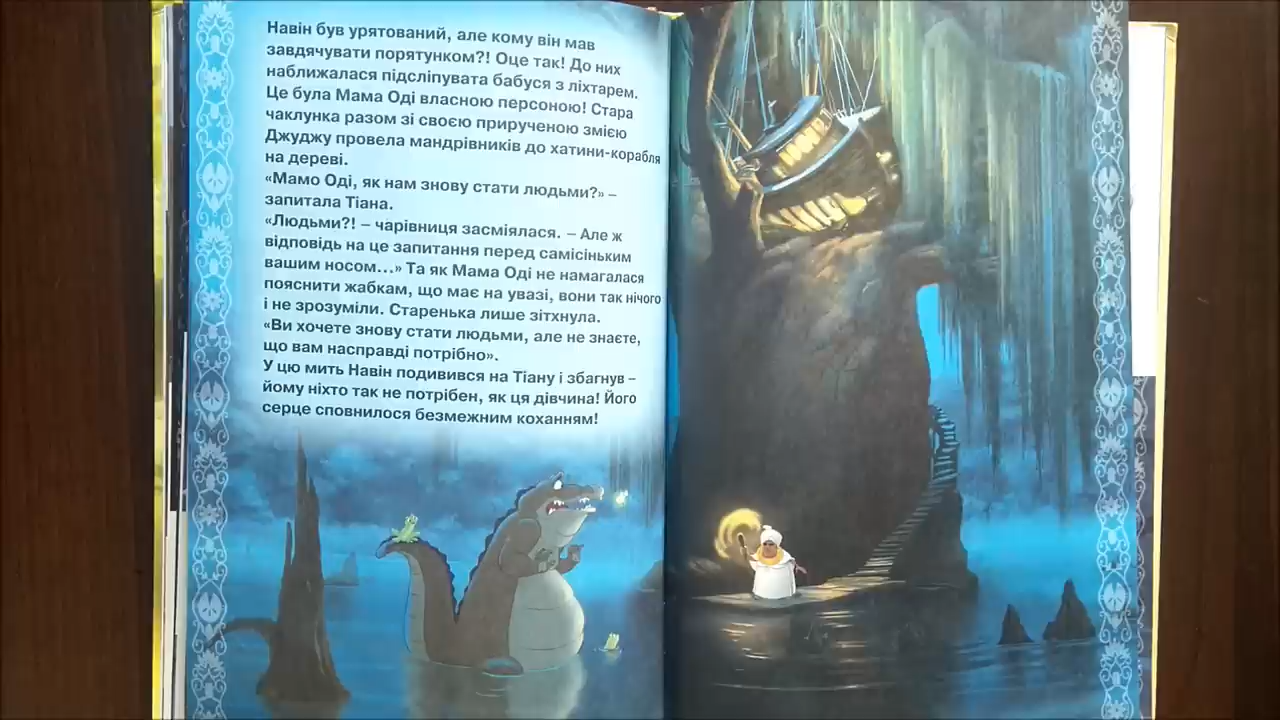 Навін був урятований, але кому він мав
завдячувати порятунком?! Оце так! До них
наближалася підсліпувата бабуся з ліхтарем.
Це була Мама Оді власною персоною! Стара
чаклунка разом зі своєю прирученою змією
Джуджу провела мандрівників до хатини-корабля
на дереві.
«Мамо Оді, як нам знову стати людьми?» –
запитала Тіана.
«Людьми?! – чарівниця засміялася. – Але ж
відповідь на це запитання перед самісіньким
вашим носом...» Та як Мама Оді не намагалася
пояснити жабкам, що має на увазі, вони так нічого
і не зрозуміли. Старенька лише зітхнула.
«Ви хочете знову стати людьми, але не знаєте,
що вам насправді потрібно».
У цю мить Навін подивився на Тіану і збагнув –
йому ніхто так не потрібен, як ця дівчина! Його
серце сповнилося безмежним коханням!